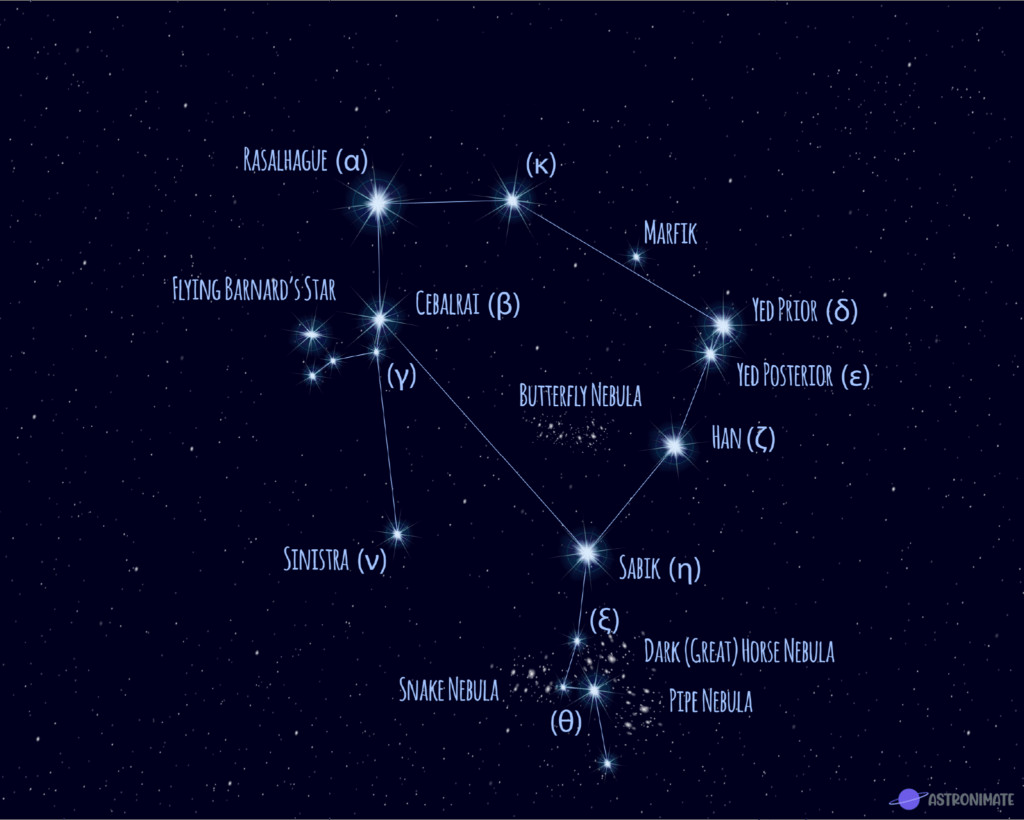 Rasalhague (α)
(κ)
Marfik
Flying Barnard's Star
Cebalrai (β)
Yed Prior (δ)
(γ)
Yed Posterior (ε)
Butterfly Nebula
Han (ζ)
Sinistra (ν)
Sabik (η)
(ξ)
Dark (Great) Horse Nebula
Snake Nebula
Pipe Nebula
(θ)
ASTRONIMATE